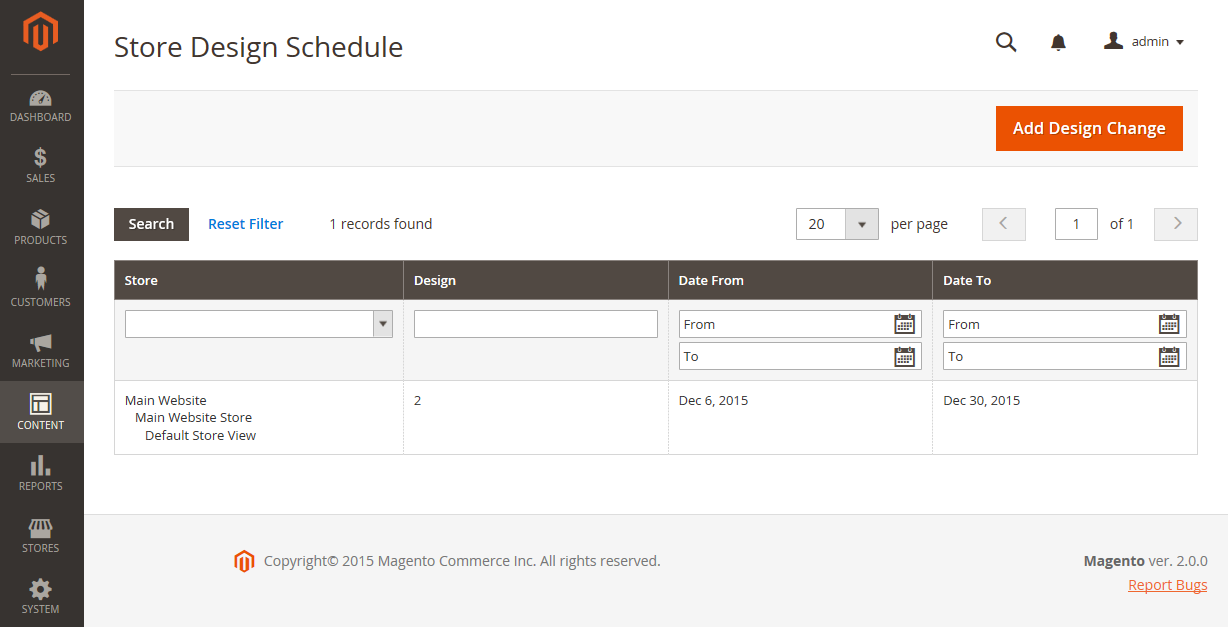 Store Design Schedule
admin
DASHBOARD
SALES
PRODUCTS
CUSTOMERS
MARKETING
CONTENT
REPORTS
STORES
SYSTEM
Add Design Change
Search Reset Filter 1 records found 20 per page 1 of 1
Store Design Date From Date To
From From
To To
Main Website 2 Dec 6, 2015 Dec 30, 2015
Main Website Store
Default Store View
Copyright© 2015 Magento Commerce Inc. All rights reserved. Magento ver. 2.0.0
Report Bugs